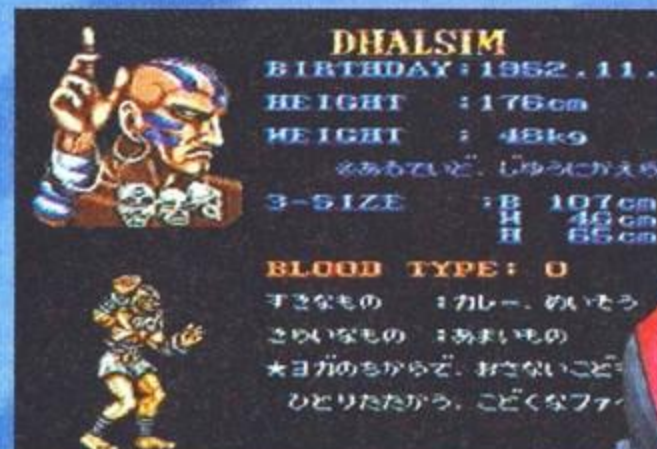 DHALSIM
BIRTHDAY:1952.11.
HEIGHT :176cm
WEIGHT : 48kg
※あるていど、じゆうにかえら
3-SIZE :B 107cm
W 46cm
H 65cm
BLOOD TYPE: O
すきなもの :カレー、めいそう
きらいなもの :あまいもの
★ヨガのちからで、おさないこども
ひとりたたかう、こどくなファイ